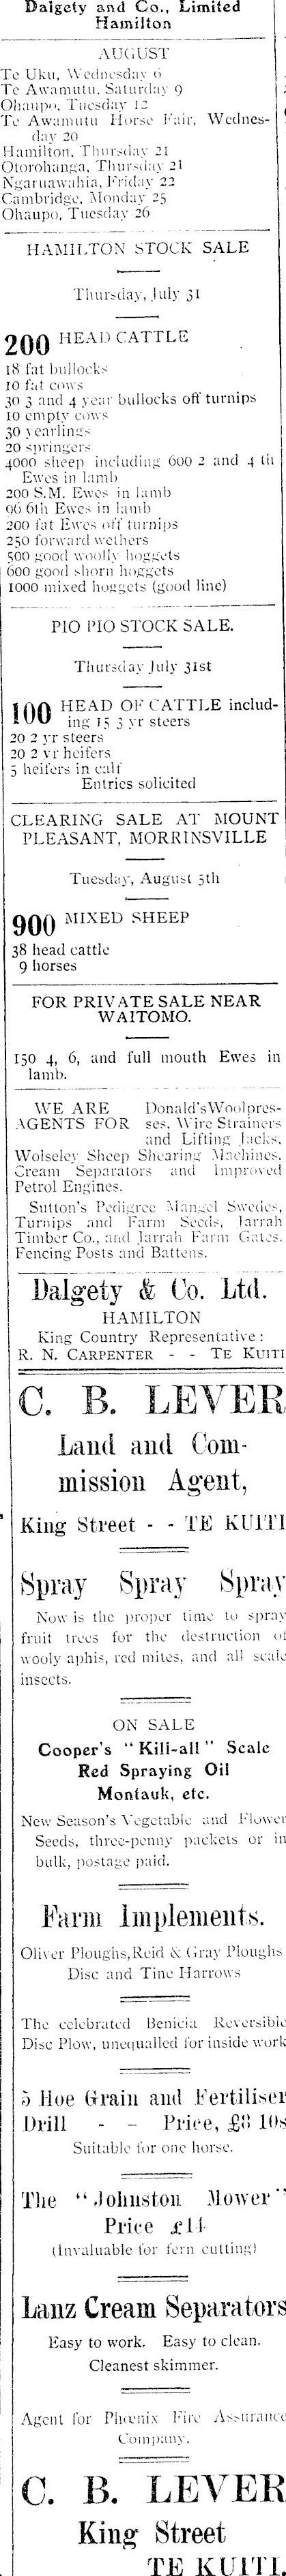 Dalgety and Co., Limited
Hamilton
AUGUST
Te Uku, Wednesday 6
Te Awamutu, Saturday 9
Ohaupo, Tuesday 12
Te Awamutu Horse Fair, Wednes-
day 20
Hamilton, Thursday 21
Otorohanga, Thursday 21
Ngaruawahia, Friday 22
Cambridge, Monday 25
Ohaupo, Tuesday 26
HAMILTON STOCK SALE
Thursday, July 31
200 HEAD CATTLE
18 fat bullocks
10 fat cows
30 3 and 4 year bullocks off turnips
10 empty cows
30 yearlings
20 springers
4000 sheep including 600 2 and 4 th
Ewes in lamb
200 S.M. Ewes in lamb
96 6th Ewes in lamb
200 fat Ewes off turnips
250 forward wethers
500 good woolly hoggets
600 good shorn hoggets
1000 mixed hoggets (good line)
PIO PIO STOCK SALE.
Thursday July 31st
100 HEAD OF CATTLE includ-
ing 15 3 yr steers
20 2 yr steers
20 2 yr heifers
5 heifers in calf
Entries solicited
CLEARING SALE AT MOUNT
PLEASANT, MORRINSVILLE
Tuesday, August 5th
900 MIXED SHEEP
38 head cattle
9 horses
FOR PRIVATE SALE NEAR
WAITOMO.
150 4, 6, and full mouth Ewes in
lamb.
WE ARE Donald's Woolpres-
AGENTS FOR ses, Wire Strainers
and Lifting Jacks,
Wolseley Sheep Shearing Machines,
Cream Separators and Improved
Petrol Engines.
Sutton's Pedigree Mangel Swedes,
Turnips and Farm Seeds, Jarrah
Timber Co., and Jarrah Farm Gates.
Fencing Posts and Battens.
Dalgety & Co. Ltd.
HAMILTON
King Country Representative:
R. N. CARPENTER - - TE KUITI
C. B. LEVER
Land and Com-
mission Agent,
King Street - - TE KUITI
Spray Spray Spray
Now is the proper time to spray
fruit trees for the destruction of
wooly aphis, red mites, and all scale
insects.
ON SALE
Cooper's "Kill-all" Scale
Red Spraying Oil
Montauk, etc.
New Season's Vegetable and Flower
Seeds, three-penny packets or in
bulk, postage paid.
Farm Implements.
Oliver Ploughs, Reid & Gray Ploughs
Disc and Tine Harrows
The celebrated Benicia Reversible
Disc Plow, unequalled for inside work
5 Hoe Grain and Fertiliser
Drill - - Price, £8 10s
Suitable for one horse.
The "Johnston Mower"
Price £14
(Invaluable for fern cutting)
Lanz Cream Separators
Easy to work. Easy to clean.
Cleanest skimmer.
Agent for Phœnix Fire Assurance
Company.
C. B. LEVER
King Street
TE KUITI.